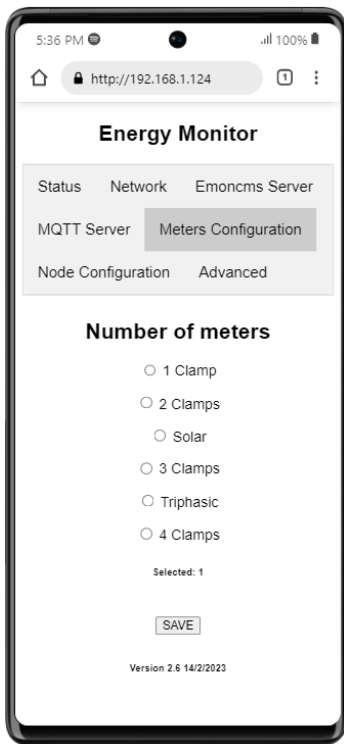 5:36 PM 100%
http://192.168.1.124 1
Energy Monitor
Status Network Emoncms Server
MQTT Server Meters Configuration
Node Configuration Advanced
Number of meters
1 Clamp
2 Clamps
Solar
3 Clamps
Triphasic
4 Clamps
Selected: 1
SAVE
Version 2.6 14/2/2023